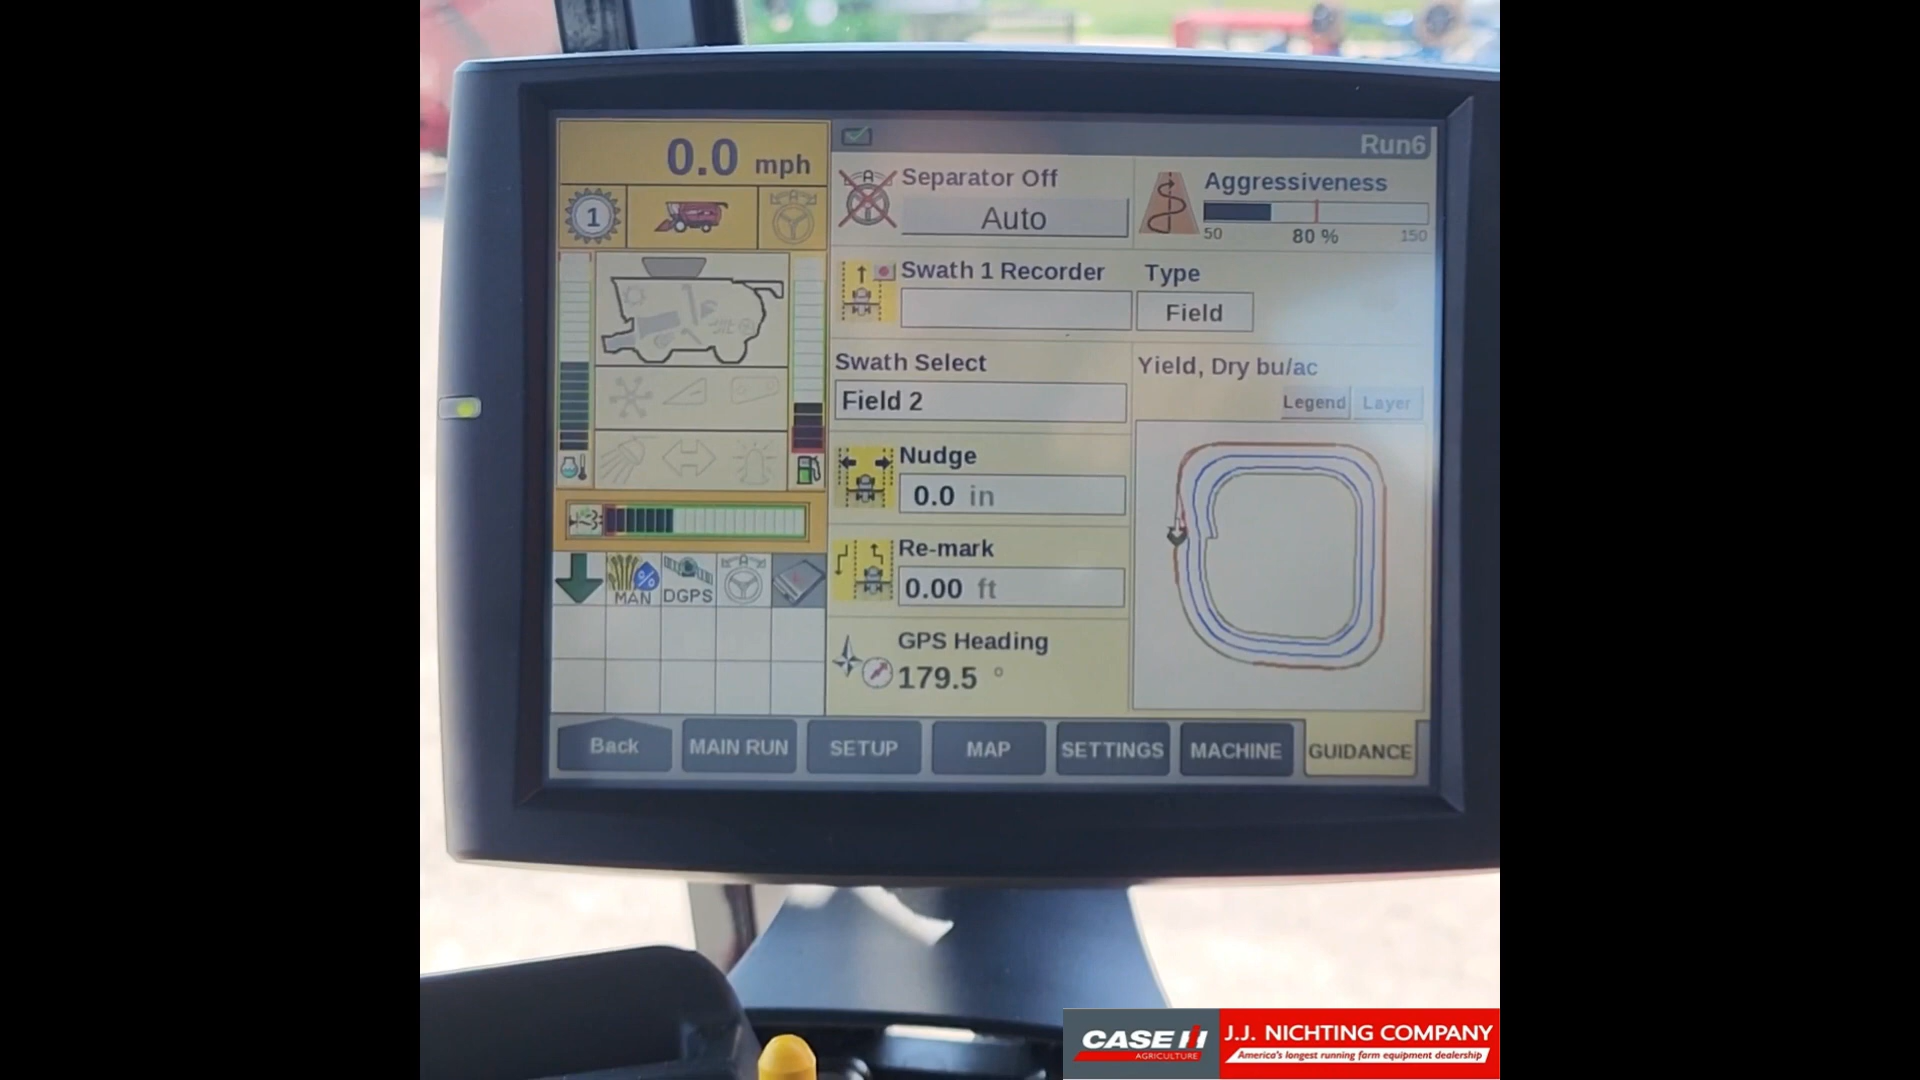 0.0 mph
1
MAN
DGPS
Run6
Separator Off
Auto
Aggressiveness
50 80 % 150
Swath 1 Recorder
Type
Field
Swath Select
Field 2
Yield, Dry bu/ac
Legend Layer
Nudge
0.0 in
Re-mark
0.00 ft
GPS Heading
179.5 °
Back MAIN RUN SETUP MAP SETTINGS MACHINE GUIDANCE
CASE IH
AGRICULTURE
J.J. NICHTING COMPANY
America's longest running farm equipment dealership